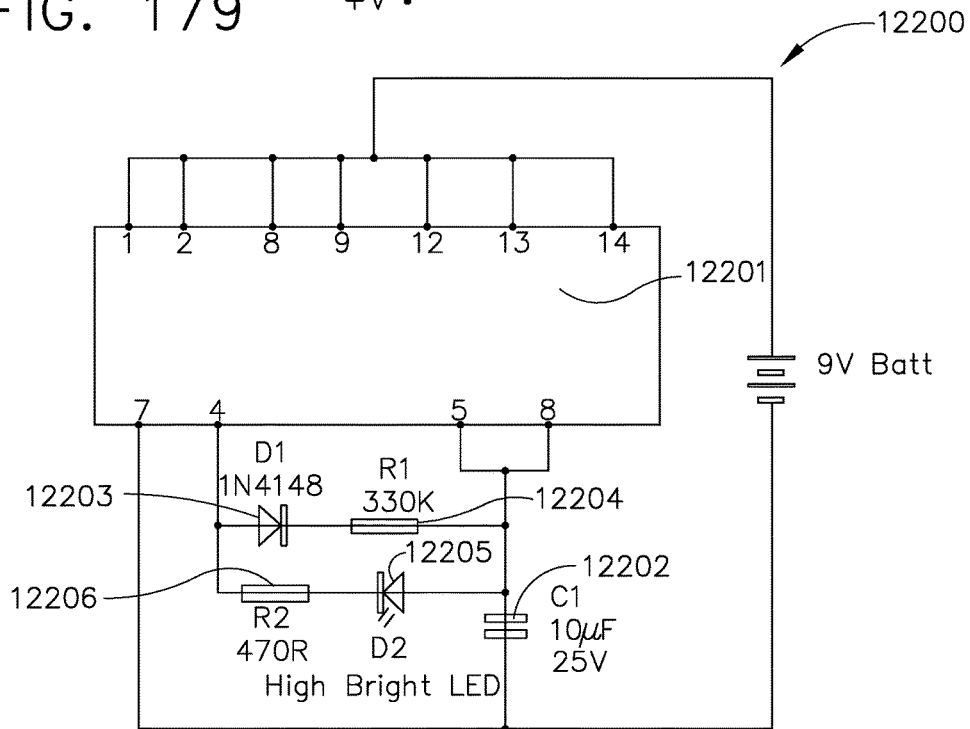 FIG. 179
+V
12200
1 2 8 9 12 13 14
12201
9V Batt
7 4 5 8
D1
1N4148
R1
330K
12203
12204
12205
12202
12206
R2
470R
D2
High Bright LED
C1
10µF
25V